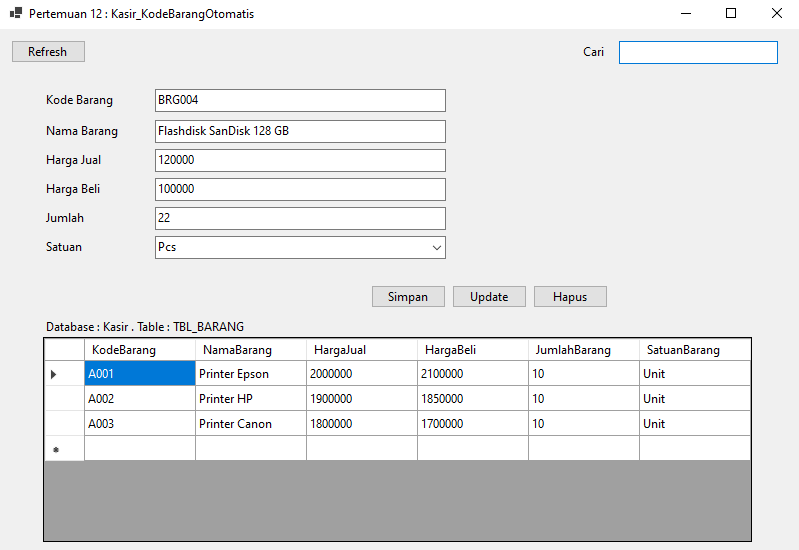 Pertemuan 12 : Kasir_KodeBarangOtomatis
Refresh Cari
Kode Barang BRG004
Nama Barang Flashdisk SanDisk 128 GB
Harga Jual 120000
Harga Beli 100000
Jumlah 22
Satuan Pcs
Simpan Update Hapus
Database : Kasir . Table : TBL_BARANG
KodeBarang NamaBarang HargaJual HargaBeli JumlahBarang SatuanBarang
A001 Printer Epson 2000000 2100000 10 Unit
A002 Printer HP 1900000 1850000 10 Unit
A003 Printer Canon 1800000 1700000 10 Unit